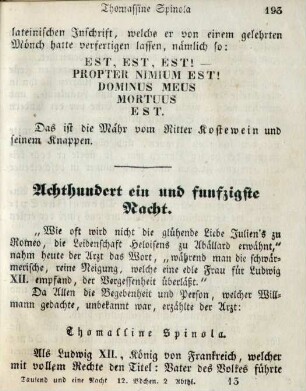 Thomassine Spinola 193
lateinischen Inschrift, welche er von einem gelehrten
Mönch hatte verfertigen lassen, nämlich so:
EST, EST, EST! —
PROPTER NIMIUM EST!
DOMINUS MEUS
MORTUUS
EST.
Das ist die Mähr vom Ritter Kostewein und
seinem Knappen.
Achthundert ein und funfzigste
Nacht.
„Wie oft wird nicht die glühende Liebe Julien's zu
Romeo, die Leidenschaft Heloisens zu Abällard erwähnt,"
nahm heute der Arzt das Wort, „während man die schwär-
merische, reine Neigung, welche eine edle Frau für Ludwig
XII. empfand, der Vergessenheit überläßt."
Da Allen die Begebenheit und Person, welcher Will-
mann gedachte, unbekannt war, erzählte der Arzt:
Thomassine Spinola.
Als Ludwig XII., König von Frankreich, welcher
mit vollem Rechte den Titel: Vater des Volkes führte
Tausend und eine Nacht 12. Bdchen. 2 Abthl. 13